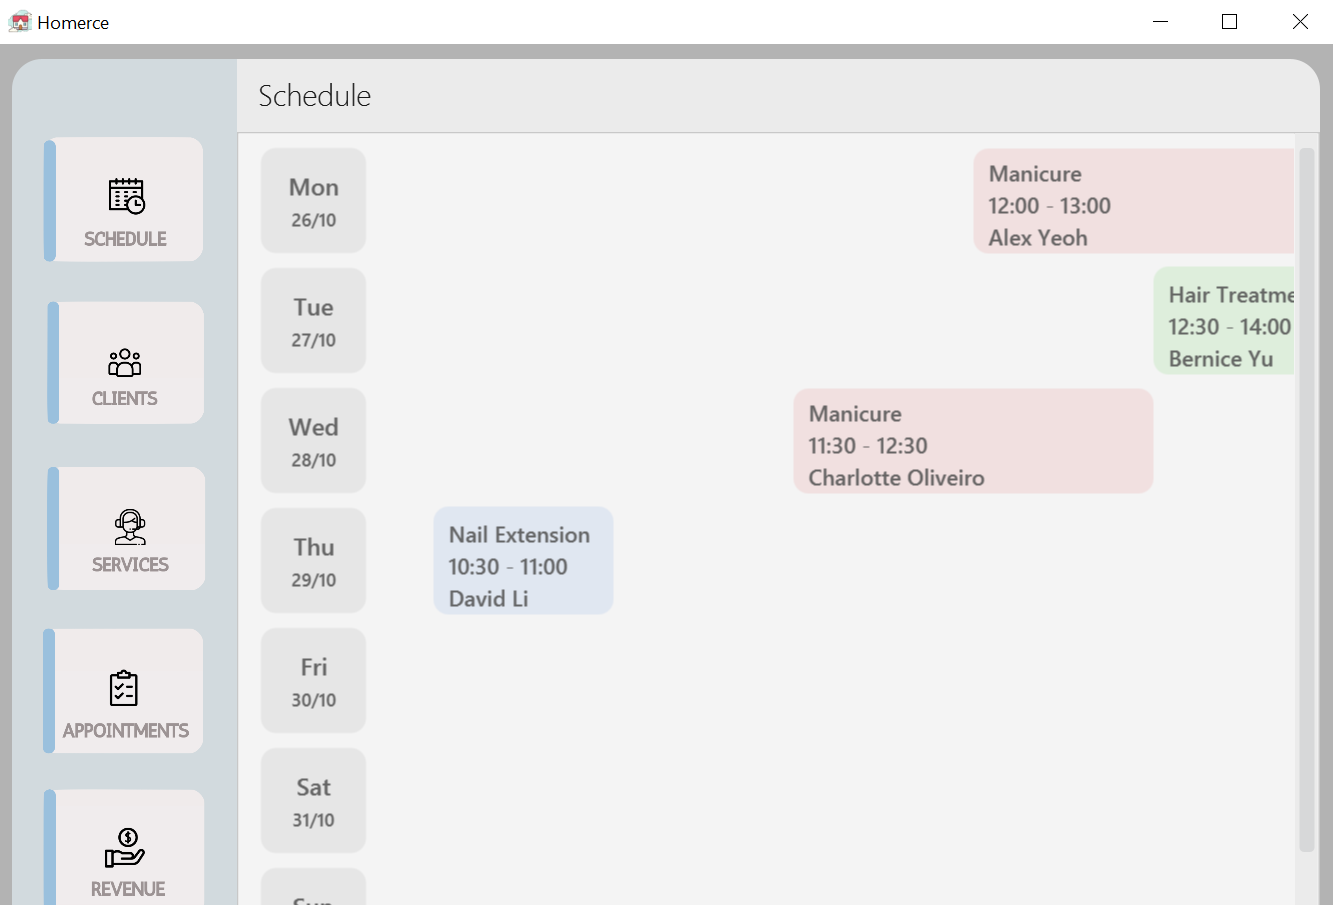 Homerce
Schedule
SCHEDULE
CLIENTS
SERVICES
APPOINTMENTS
REVENUE
Mon
26/10
Manicure
12:00 - 13:00
Alex Yeoh
Tue
27/10
Hair Treatme
12:30 - 14:00
Bernice Yu
Wed
28/10
Manicure
11:30 - 12:30
Charlotte Oliveiro
Thu
29/10
Nail Extension
10:30 - 11:00
David Li
Fri
30/10
Sat
31/10
Sun